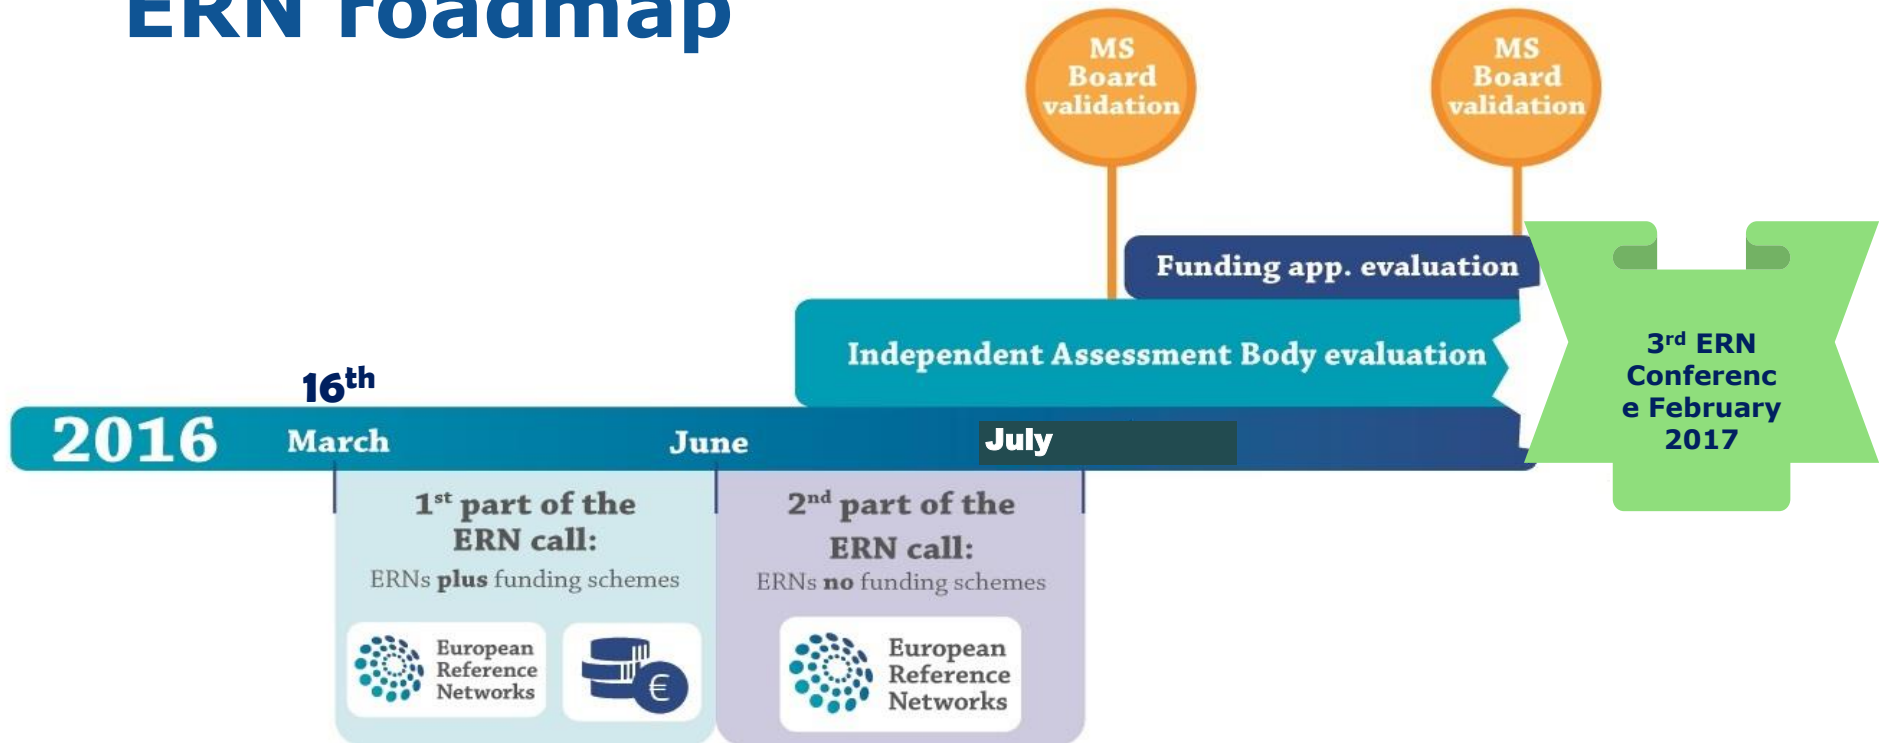 ERN roadmap
MS
Board
validation
MS
Board
validation
Funding app. evaluation
Independent Assessment Body evaluation
3rd ERN
Conferenc
e February
2017
16th
2016
March
June
July
1st part of the
ERN call:
ERNs plus funding schemes
European
Reference
Networks
€
2nd part of the
ERN call:
ERNs no funding schemes
European
Reference
Networks